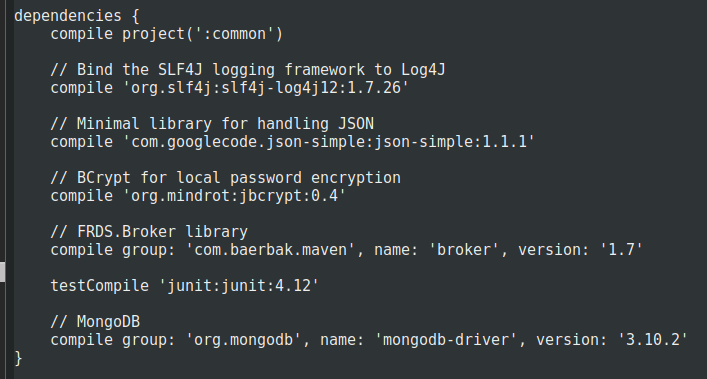 dependencies {
    compile project(':common')
    // Bind the SLF4J logging framework to Log4J
    compile 'org.slf4j:slf4j-log4j12:1.7.26'
    // Minimal library for handling JSON
    compile 'com.googlecode.json-simple:json-simple:1.1.1'
    // BCrypt for local password encryption
    compile 'org.mindrot:jbcrypt:0.4'
    // FRDS.Broker library
    compile group: 'com.baerbak.maven', name: 'broker', version: '1.7'
    testCompile 'junit:junit:4.12'
    // MongoDB
    compile group: 'org.mongodb', name: 'mongodb-driver', version: '3.10.2'
}